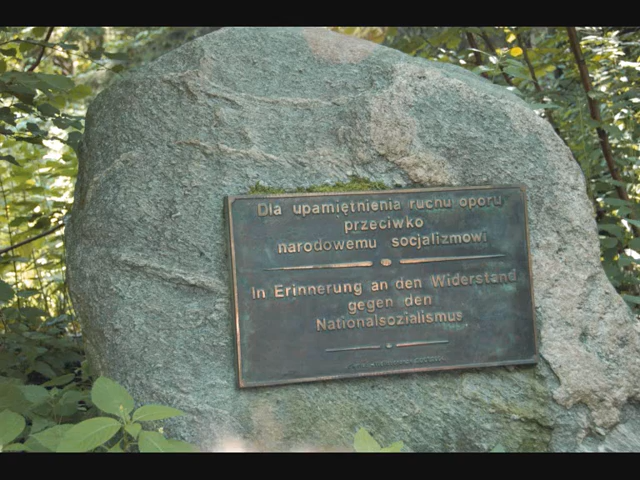 Dla upamiętnienia ruchu oporu
przeciwko
narodowemu socjalizmowi
In Erinnerung an den Widerstand
gegen den
Nationalsozialismus